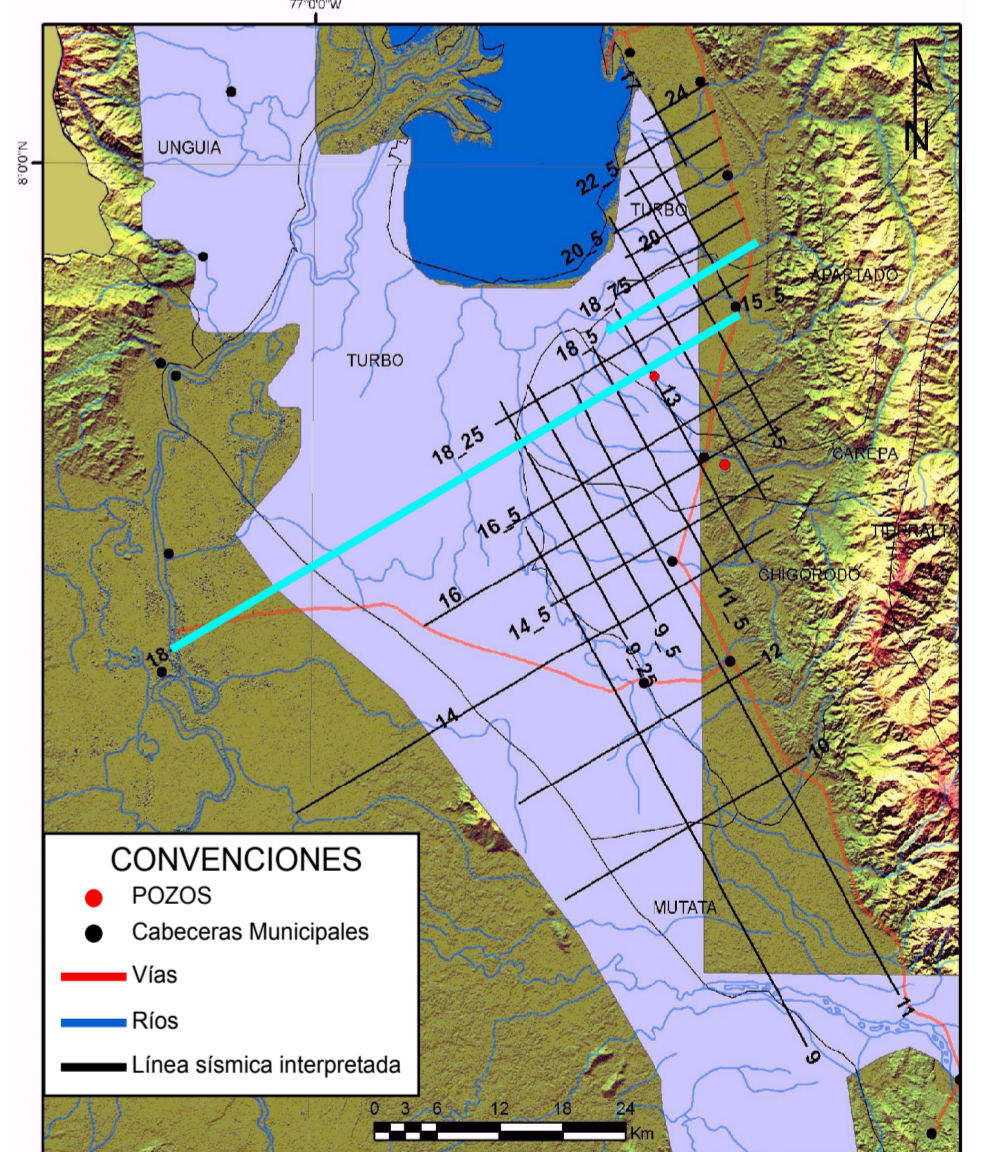 77°0'0"W
8°0'0"N
N
24
17
UNGUIA
22_5
TURBO
20_5
20
APARTADO
18_75
15_5
18_5
TURBO
13
18_25
15
CAREPA
16_5
TIERRALTA
CHIGORODO
16
11_5
14_5
9_5
9_25
12
18
14
10
MUTATA
11
9
CONVENCIONES
POZOS
Cabeceras Municipales
Vías
Ríos
Línea sísmica interpretada
0 3 6 12 18 24
Km